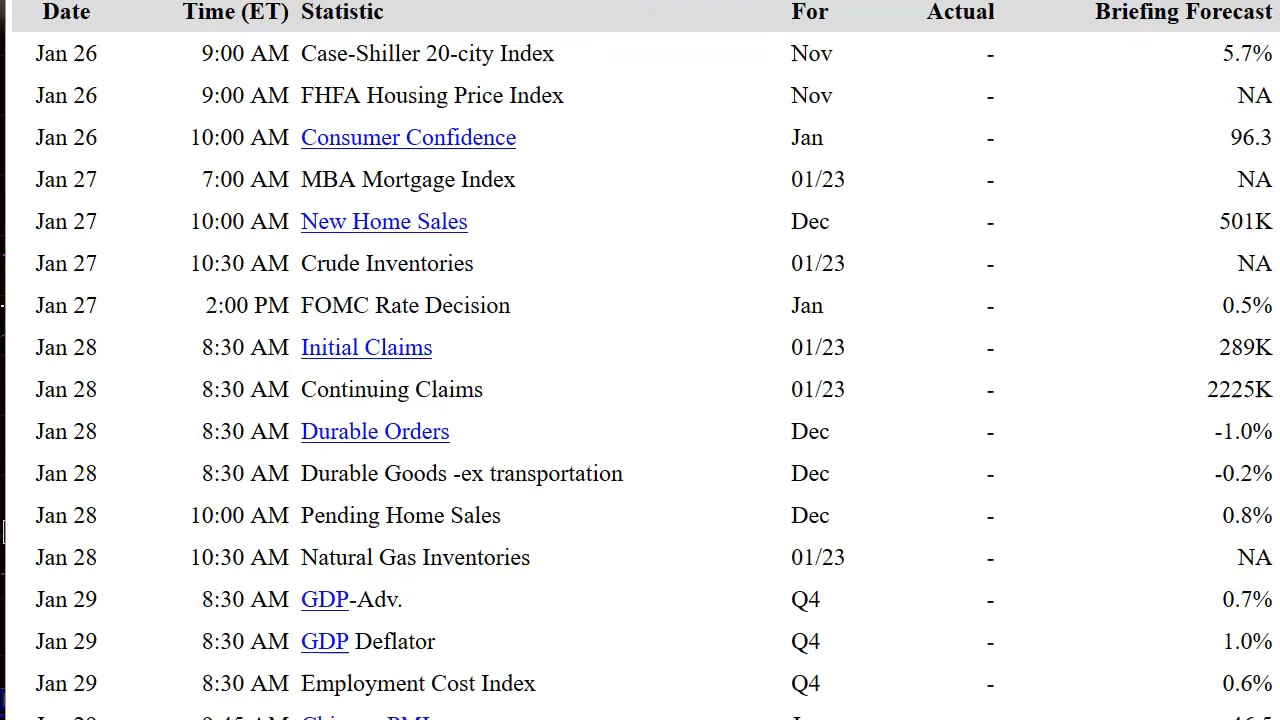 Date Time (ET) Statistic For Actual Briefing Forecast
Jan 26 9:00 AM Case-Shiller 20-city Index Nov - 5.7%
Jan 26 9:00 AM FHFA Housing Price Index Nov - NA
Jan 26 10:00 AM Consumer Confidence Jan - 96.3
Jan 27 7:00 AM MBA Mortgage Index 01/23 - NA
Jan 27 10:00 AM New Home Sales Dec - 501K
Jan 27 10:30 AM Crude Inventories 01/23 - NA
Jan 27 2:00 PM FOMC Rate Decision Jan - 0.5%
Jan 28 8:30 AM Initial Claims 01/23 - 289K
Jan 28 8:30 AM Continuing Claims 01/23 - 2225K
Jan 28 8:30 AM Durable Orders Dec - -1.0%
Jan 28 8:30 AM Durable Goods -ex transportation Dec - -0.2%
Jan 28 10:00 AM Pending Home Sales Dec - 0.8%
Jan 28 10:30 AM Natural Gas Inventories 01/23 - NA
Jan 29 8:30 AM GDP-Adv. Q4 - 0.7%
Jan 29 8:30 AM GDP Deflator Q4 - 1.0%
Jan 29 8:30 AM Employment Cost Index Q4 - 0.6%